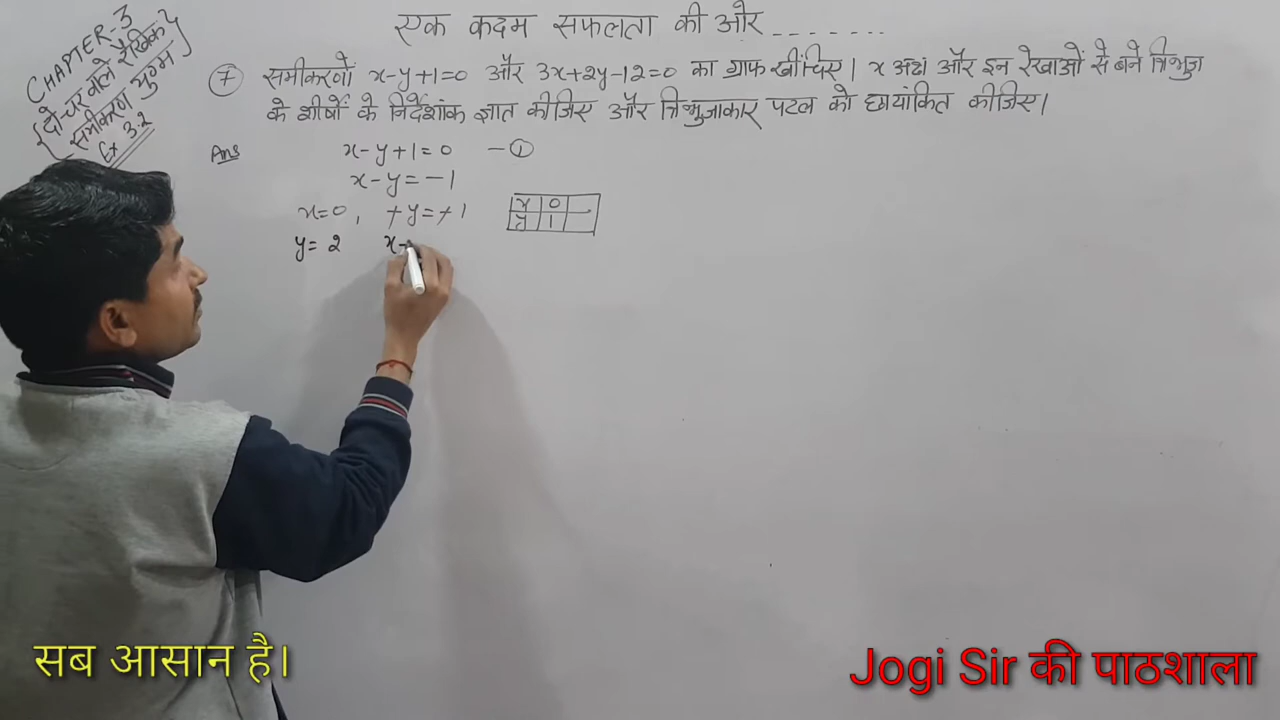 एक कदम सफलता की ओर.......
CHAPTER-3
{दो चर वाले रैखिक
समीकरण युग्म}
Ex 3.2
(7) समीकरणों x-y+1=0 और 3x+2y-12=0 का ग्राफ खींचिए। x अक्ष और इन रेखाओं से बने त्रिभुज
के शीर्षों के निर्देशांक ज्ञात कीजिए और त्रिभुजाकार पटल को छायांकित कीजिए।
Ans x-y+1=0 -①
x-y=-1
x=0, +y=+1
x 0
y 1
y=2 x-
सब आसान है।
Jogi Sir की पाठशाला